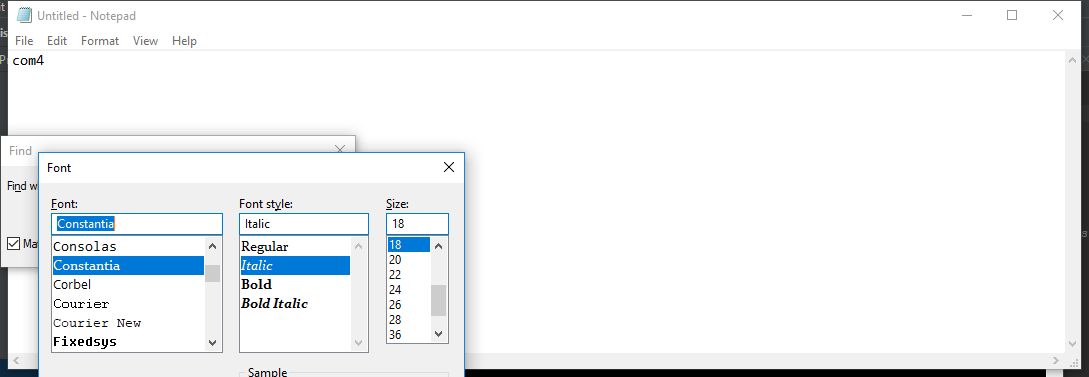 Untitled - Notepad
File Edit Format View Help
com4
Find
Find w
Ma
Font
Font: Font style: Size:
Constantia Italic 18
Consolas Regular 18
Constantia Italic 20
Corbel Bold 22
Courier Bold Italic 24
Courier New 26
Fixedsys 28
36
Sample